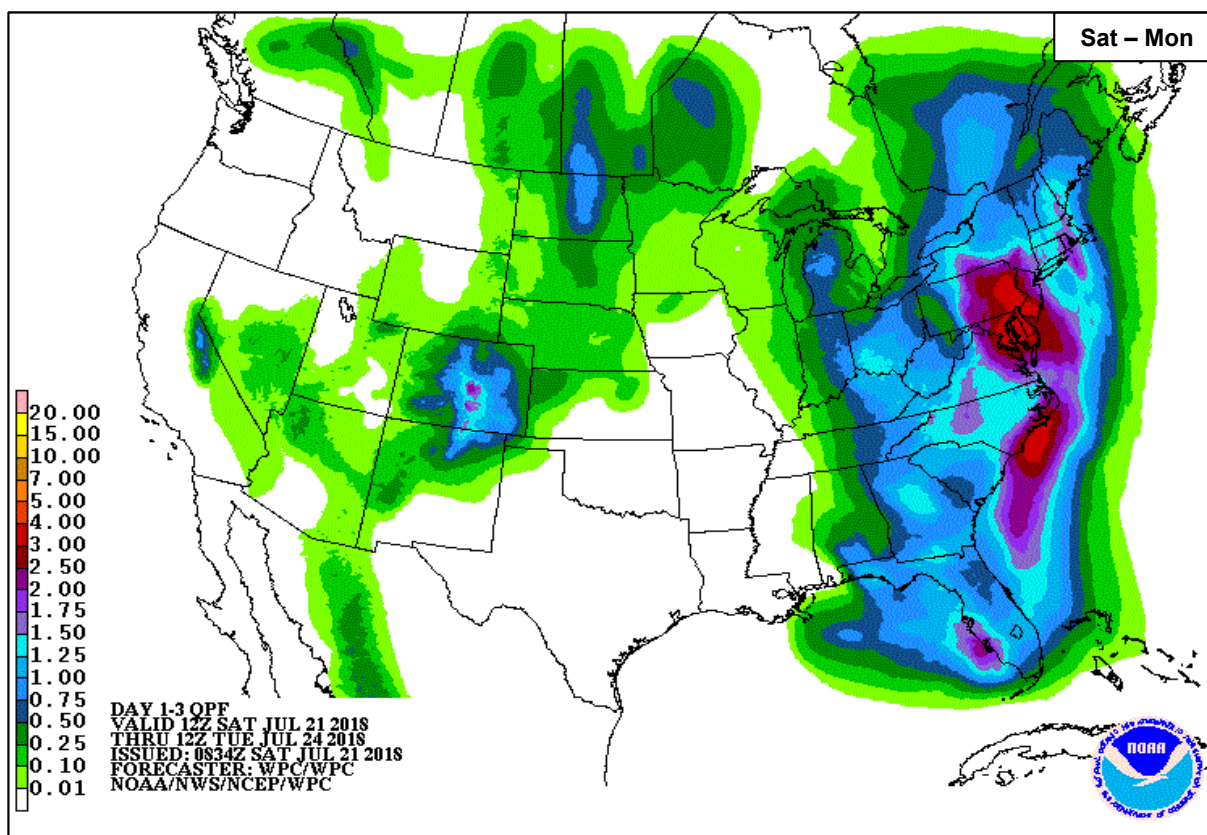 Sat – Mon
20.00
15.00
10.00
7.00
5.00
4.00
3.00
2.50
2.00
1.75
1.50
1.25
1.00
0.75
0.50
0.25
0.10
0.01
DAY 1-3 QPF
VALID 12Z SAT JUL 21 2018
THRU 12Z TUE JUL 24 2018
ISSUED: 0834Z SAT JUL 21 2018
FORECASTER: WPC/WPC
NOAA/NWS/NCEP/WPC
NOAA